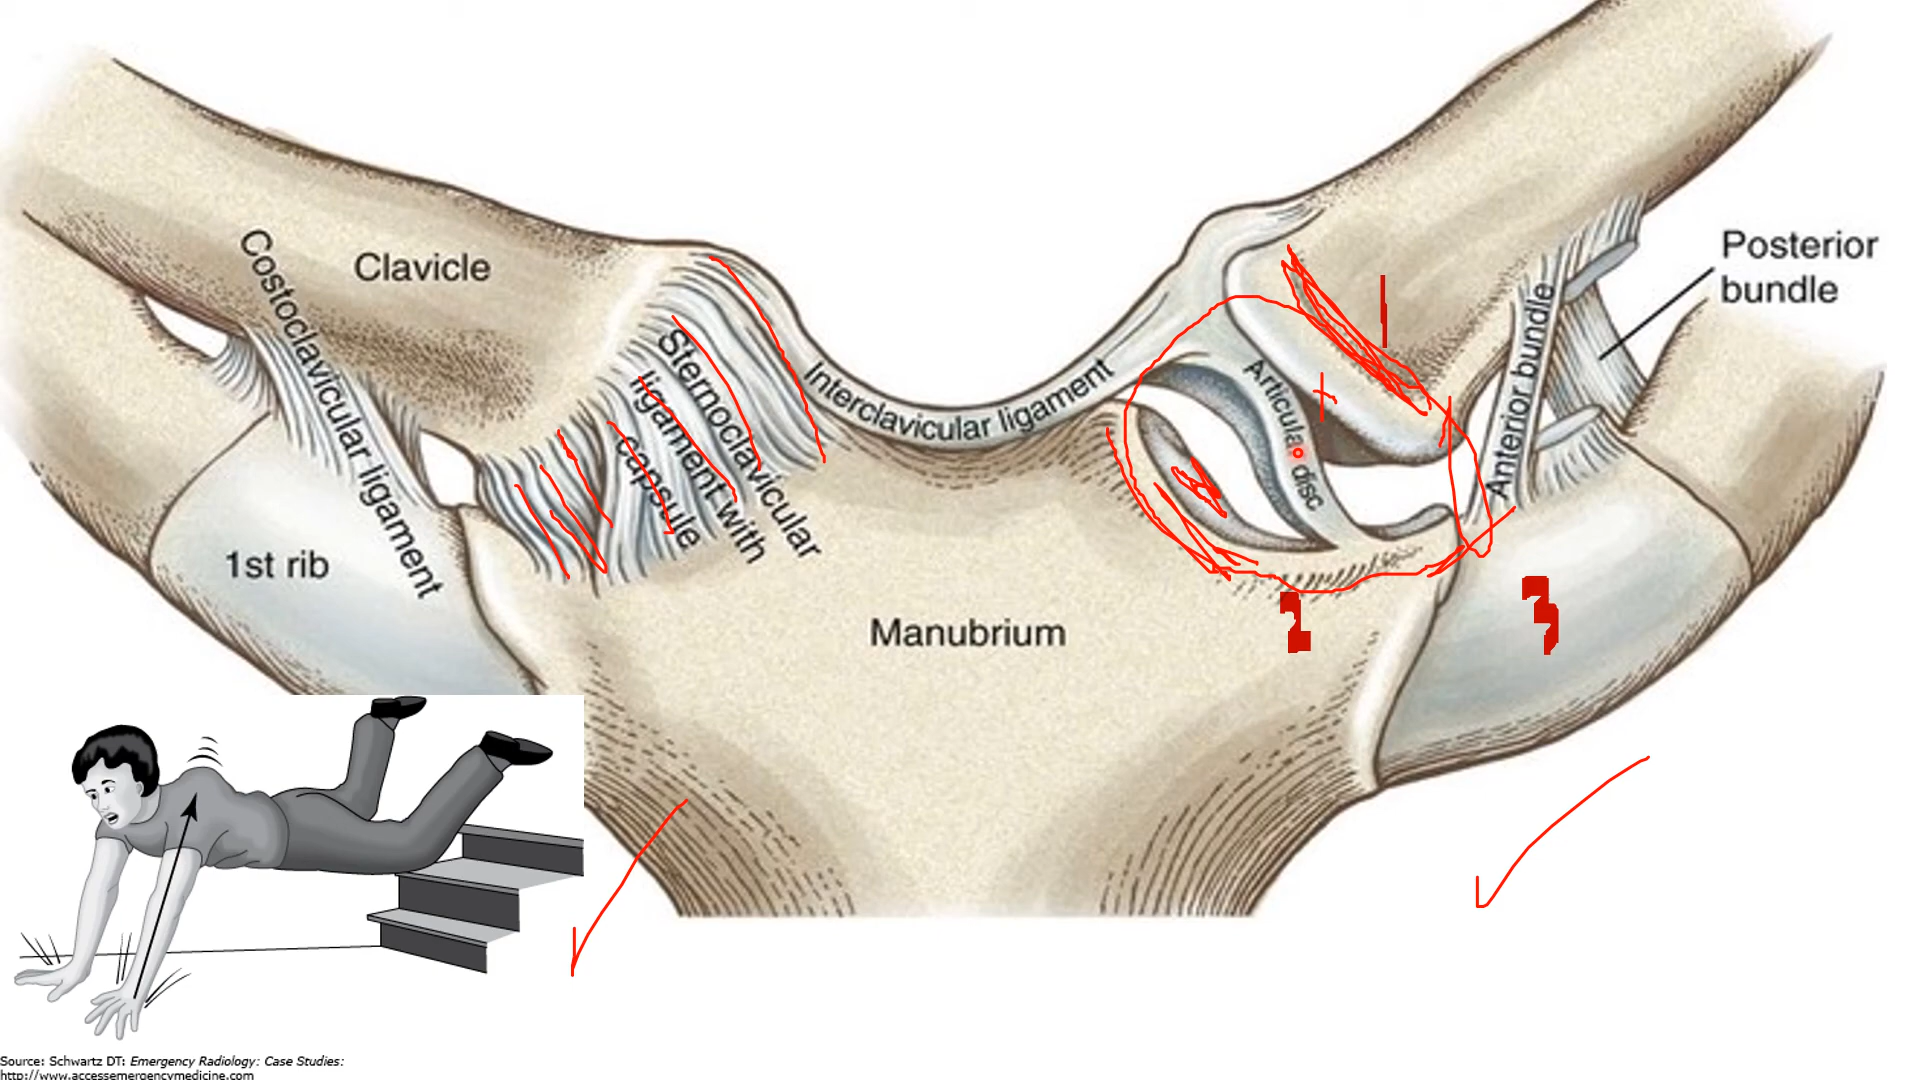 Clavicle
Costoclavicular ligament
1st rib
Sternoclavicular
ligament with
capsule
Interclavicular ligament
Manubrium
Articular disc
Anterior bundle
Posterior
bundle
1
2
3
Source: Schwartz DT: Emergency Radiology: Case Studies:
http://www.accessemergencymedicine.com